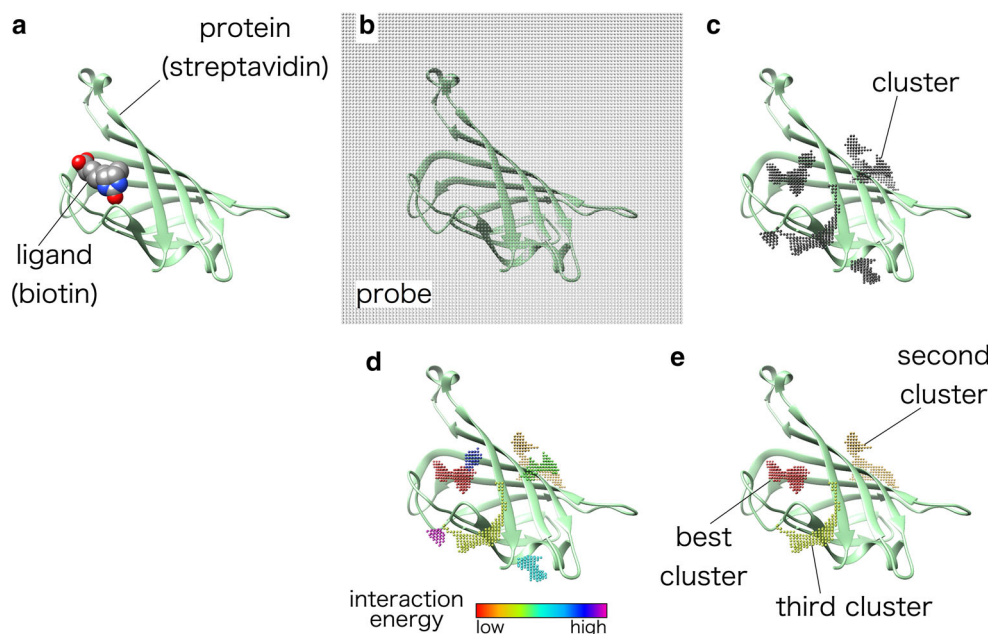 a
protein
(streptavidin)
ligand
(biotin)
b
probe
c
cluster
d
interaction
energy
low
high
e
second
cluster
best
cluster
third cluster